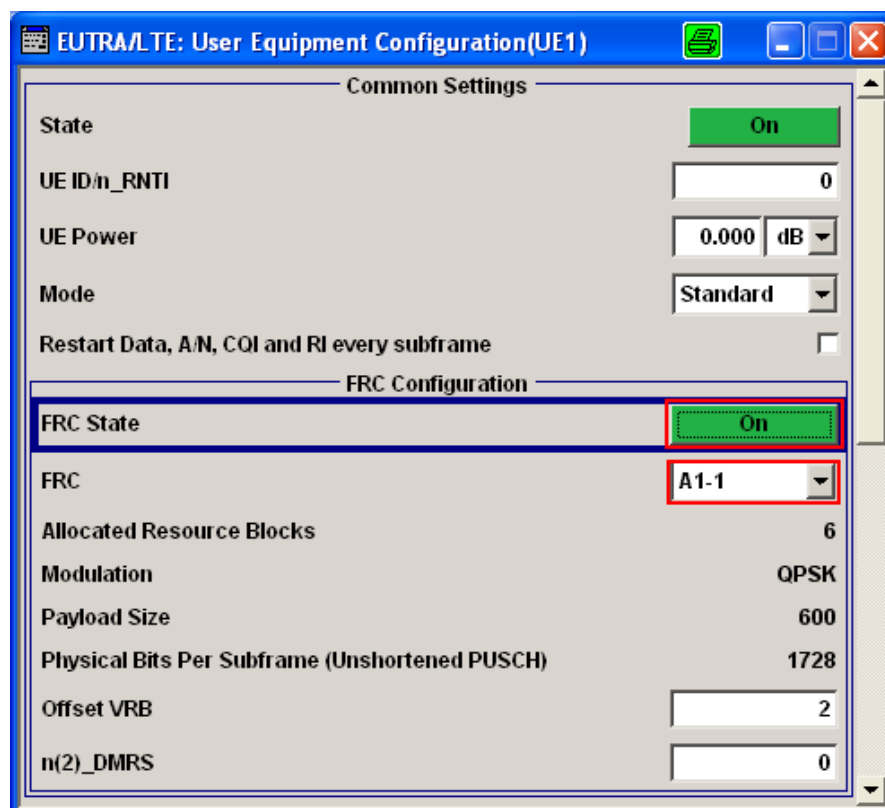 EUTRA/LTE: User Equipment Configuration(UE1)
Common Settings
State On
UE ID/n_RNTI 0
UE Power 0.000 dB
Mode Standard
Restart Data, A/N, CQI and RI every subframe
FRC Configuration
FRC State On
FRC A1-1
Allocated Resource Blocks 6
Modulation QPSK
Payload Size 600
Physical Bits Per Subframe (Unshortened PUSCH) 1728
Offset VRB 2
n(2)_DMRS 0